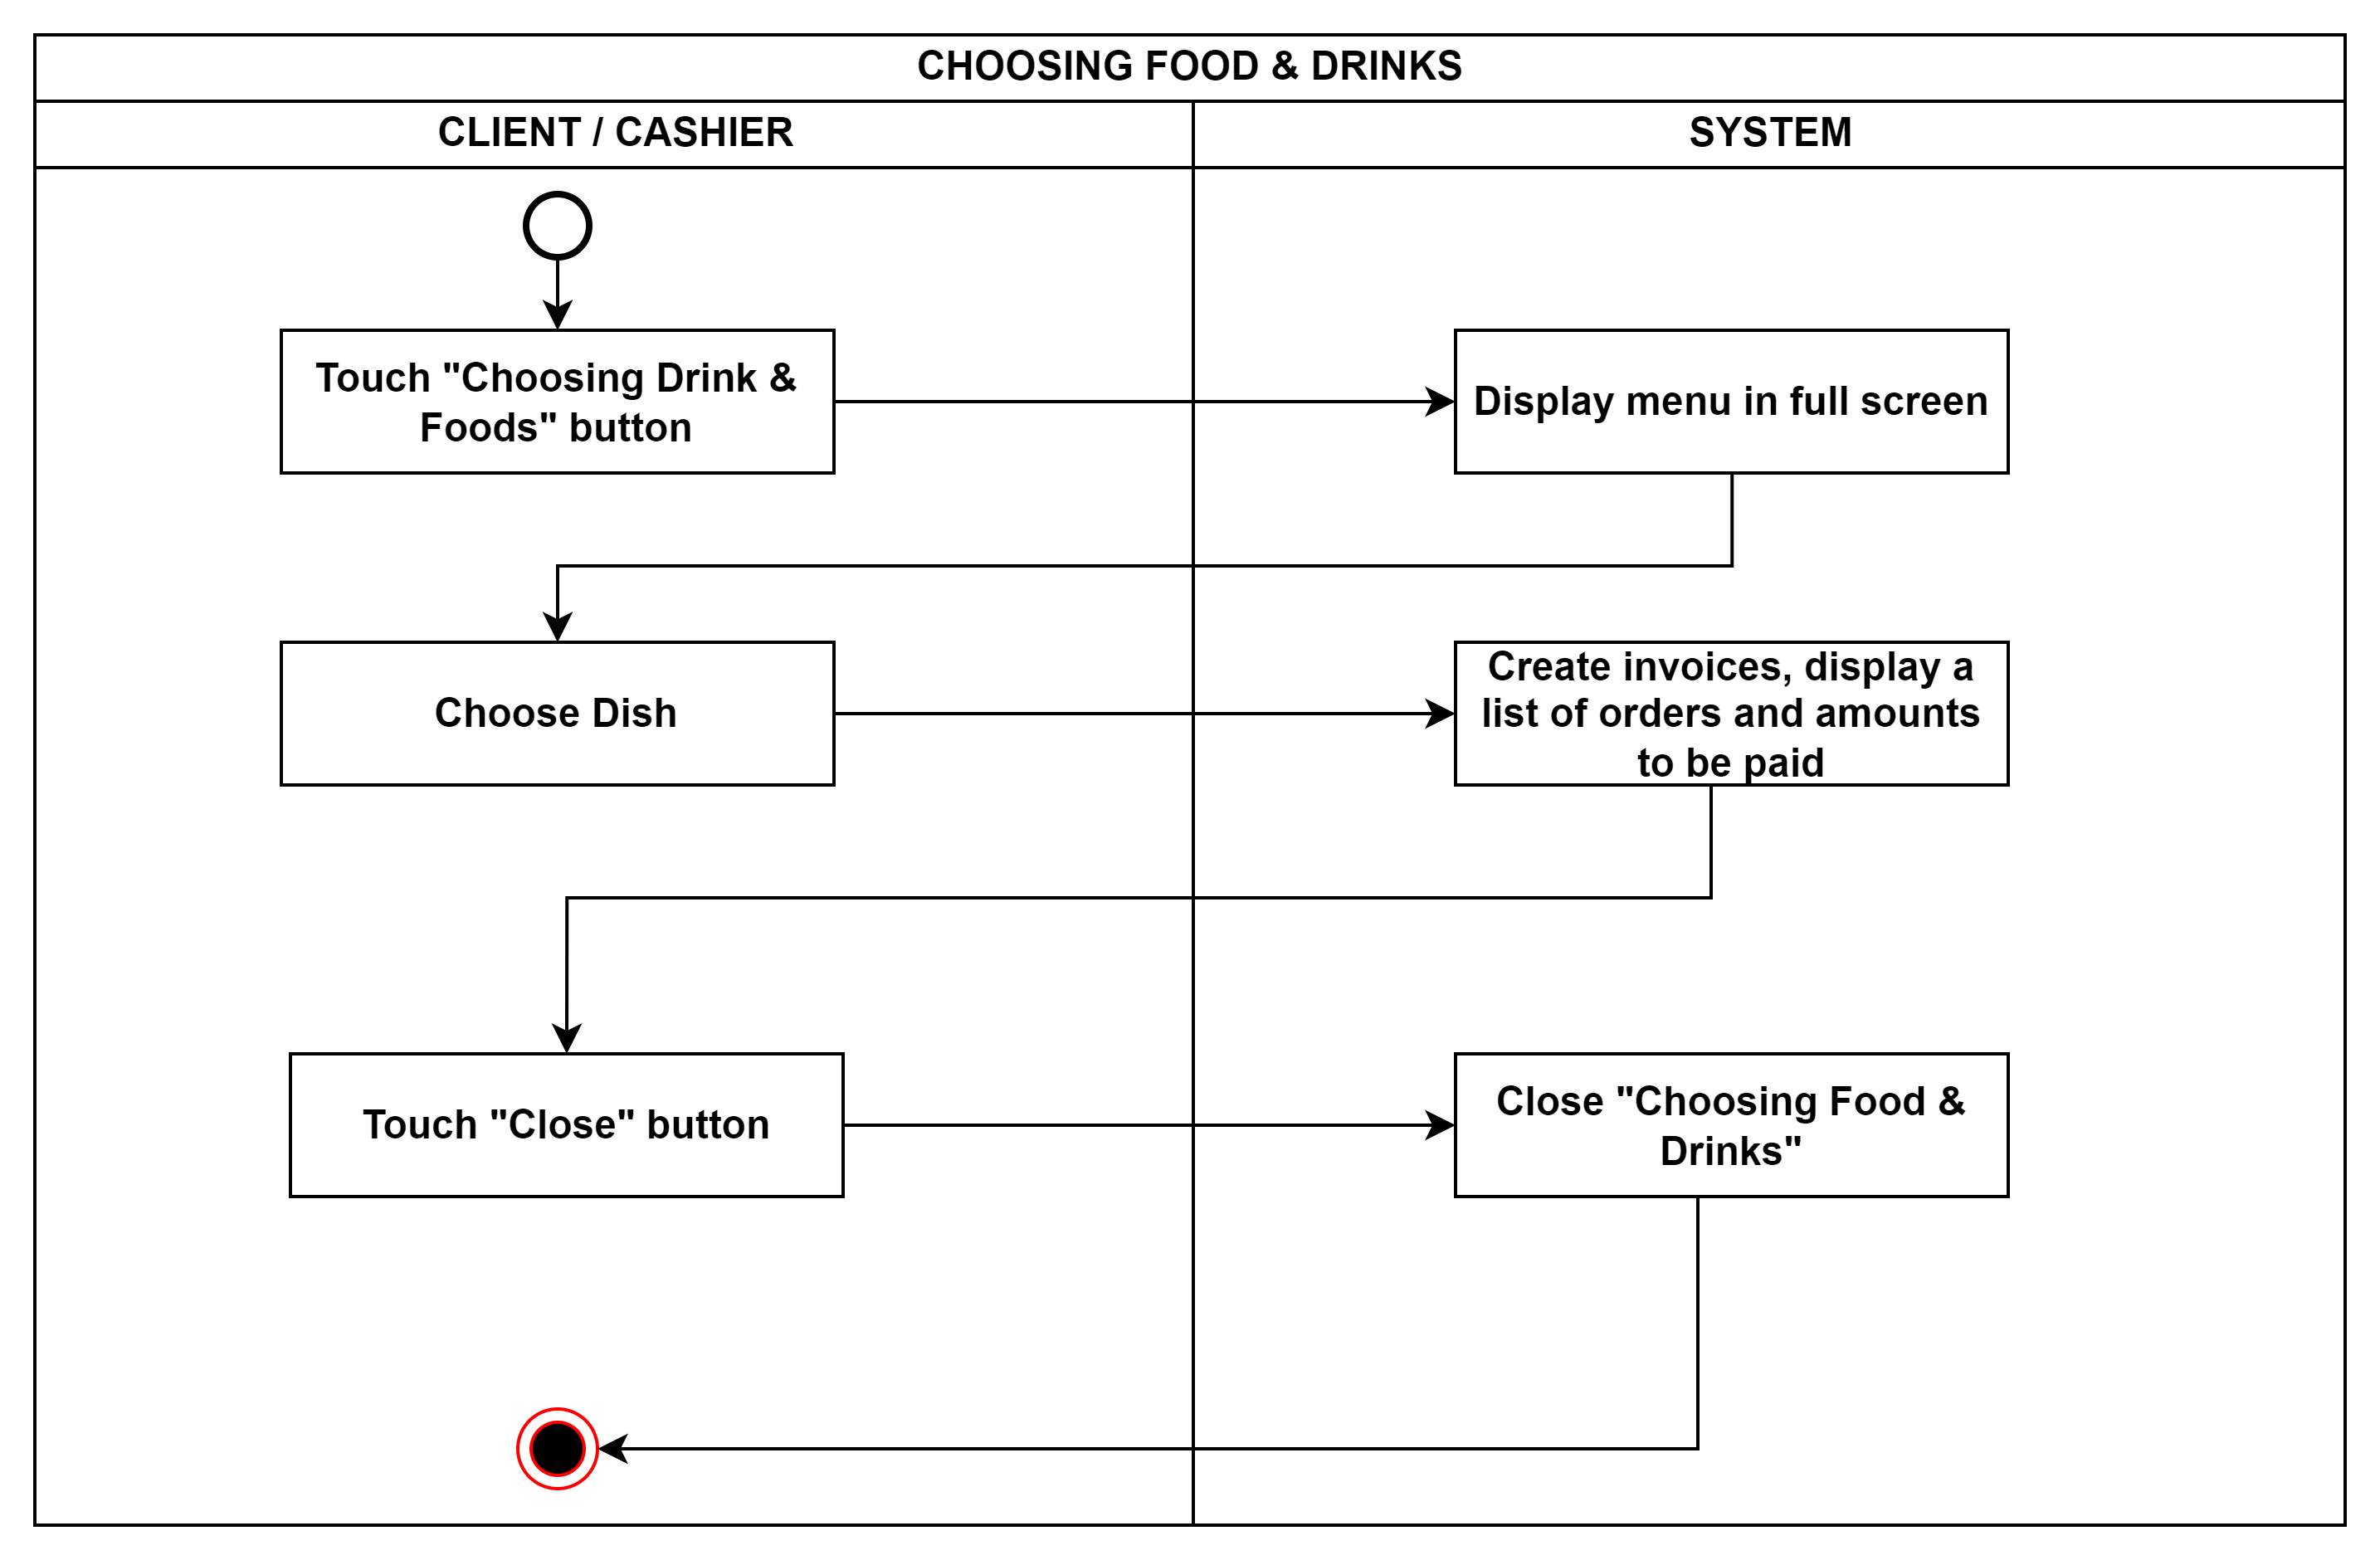 CHOOSING FOOD & DRINKS
CLIENT / CASHIER
SYSTEM
Touch "Choosing Drink &
Foods" button
Display menu in full screen
Choose Dish
Create invoices, display a
list of orders and amounts
to be paid
Touch "Close" button
Close "Choosing Food &
Drinks"